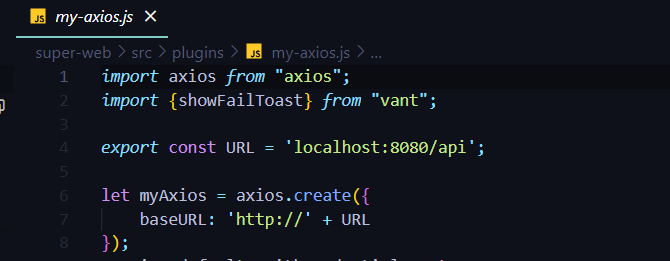 JS my-axios.js ×
super-web > src > plugins > JS my-axios.js > ...
1 import axios from "axios";
2 import {showFailToast} from "vant";
3
4 export const URL = 'localhost:8080/api';
5
6 let myAxios = axios.create({
7 baseURL: 'http://' + URL
8 });